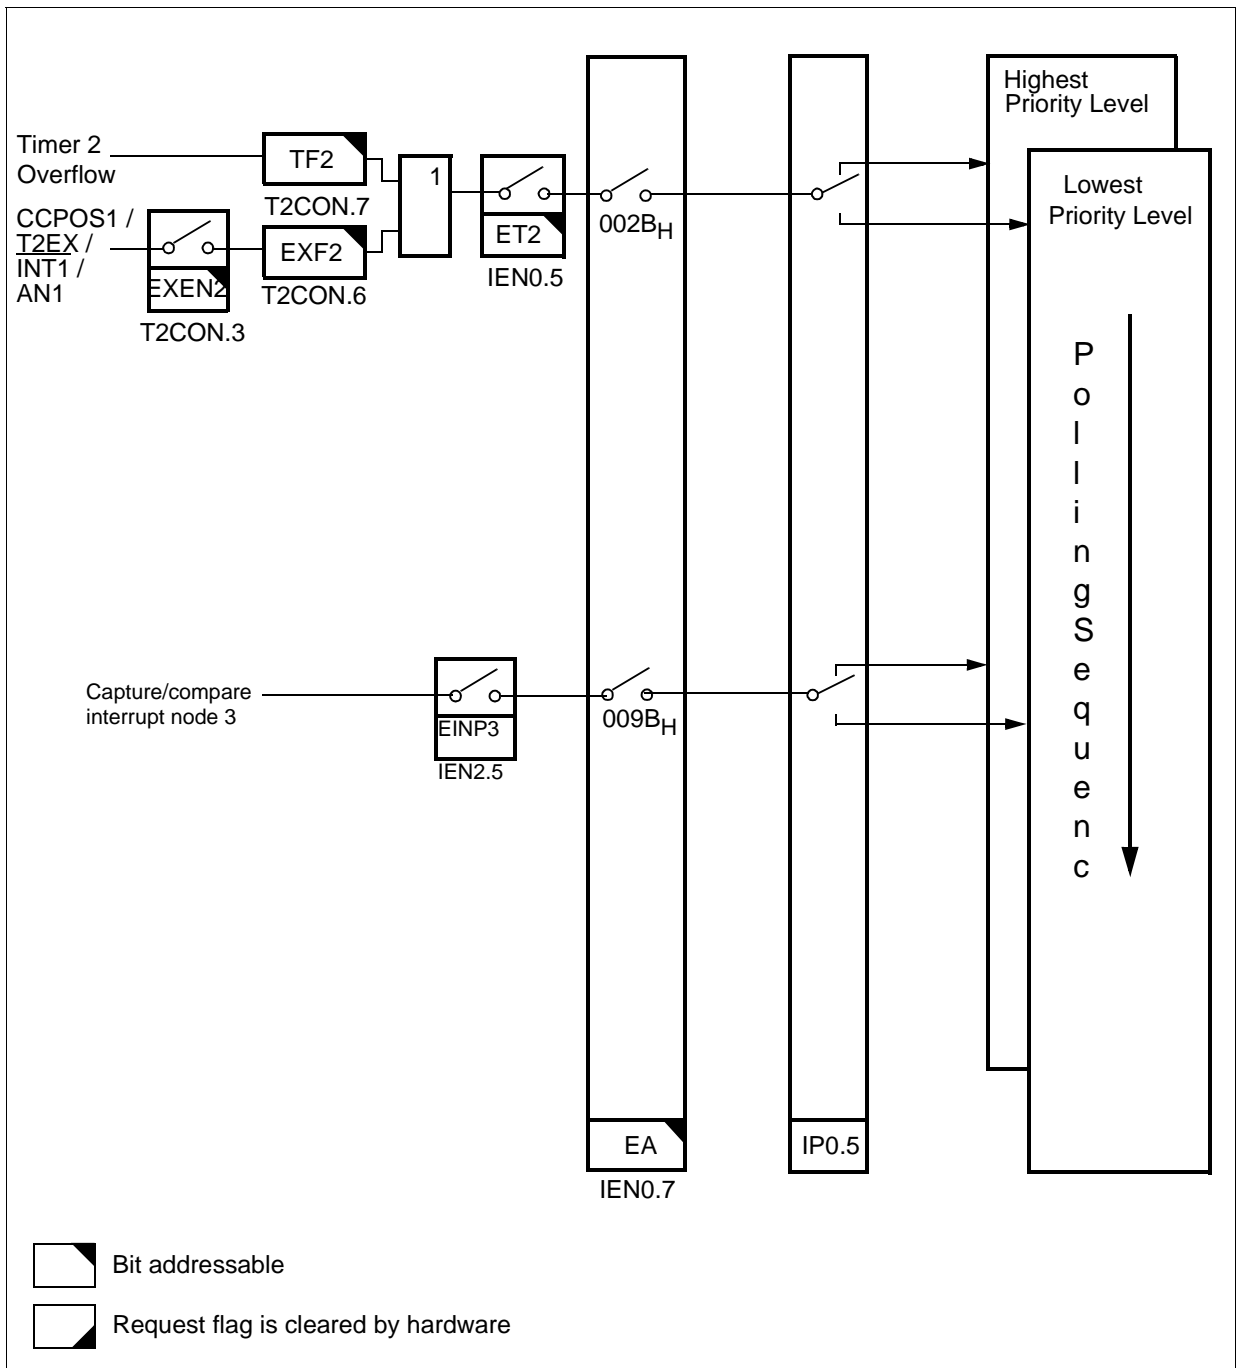 Highest
Priority Level
Timer 2
Overflow
TF2
T2CON.7
1
ET2
IEN0.5
002BH
Lowest
Priority Level
CCPOS1 /
T2EX /
INT1 /
AN1
EXEN2
T2CON.3
EXF2
T2CON.6
P
o
l
l
i
n
g
S
e
q
u
e
n
c
Capture/compare
interrupt node 3
EINP3
IEN2.5
009BH
EA
IEN0.7
IP0.5
Bit addressable
Request flag is cleared by hardware